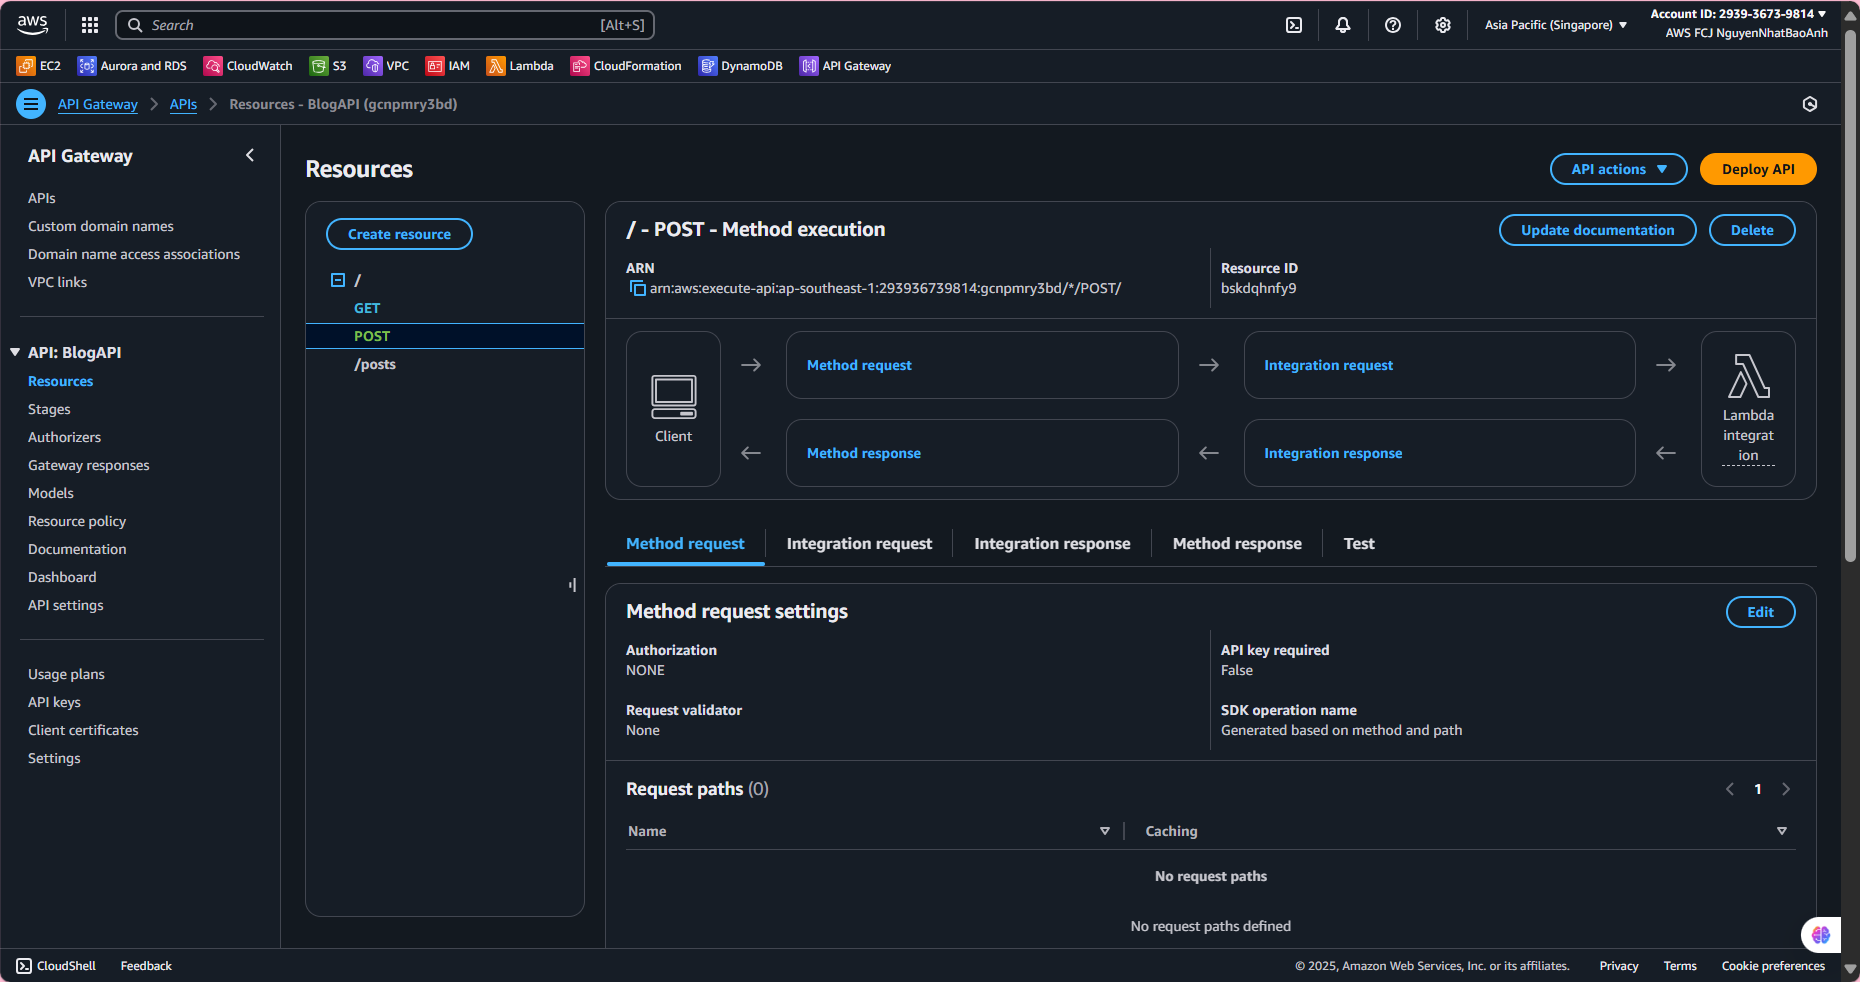 aws
Search
[Alt+S]
Asia Pacific (Singapore)
Account ID: 2939-3673-9814
AWS FCJ NguyenNhatBaoAnh
EC2
Aurora and RDS
CloudWatch
S3
VPC
IAM
Lambda
CloudFormation
DynamoDB
API Gateway
API Gateway
APIs
Resources - BlogAPI (gcnpmry3bd)
API Gateway
APIs
Custom domain names
Domain name access associations
VPC links
API: BlogAPI
Resources
Stages
Authorizers
Gateway responses
Models
Resource policy
Documentation
Dashboard
API settings
Usage plans
API keys
Client certificates
Settings
Resources
API actions
Deploy API
Create resource
/
GET
POST
/posts
/ - POST - Method execution
Update documentation
Delete
ARN
arn:aws:execute-api:ap-southeast-1:293936739814:gcnpmry3bd/*/POST/
Resource ID
bskdqhnfy9
Client
Method request
Integration request
Method response
Integration response
Lambda
integrat
ion
Method request
Integration request
Integration response
Method response
Test
Method request settings
Edit
Authorization
NONE
API key required
False
Request validator
None
SDK operation name
Generated based on method and path
Request paths (0)
1
Name
Caching
No request paths
No request paths defined
CloudShell
Feedback
© 2025, Amazon Web Services, Inc. or its affiliates.
Privacy
Terms
Cookie preferences